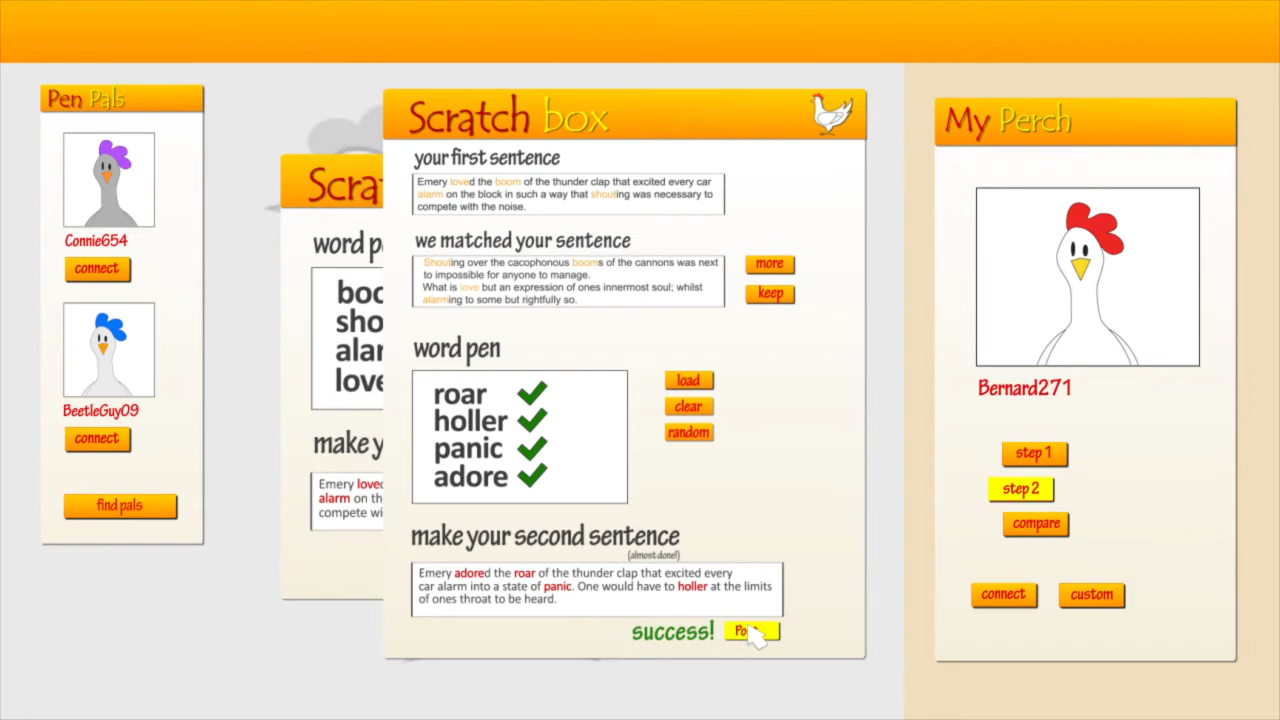 Pen Pals
Connie654
connect
BeetleGuy09
connect
find pals
Scra
word p
boo
sho
alar
love
make y
Emery loved
alarm on th
compete wi
Scratch box
your first sentence
Emery loved the boom of the thunder clap that excited every car
alarm on the block in such a way that shouting was necessary to
compete with the noise.
we matched your sentence
Shouting over the cacophonous booms of the cannons was next
to impossible for anyone to manage.
What is love but an expression of ones innermost soul; whilst
alarming to some but rightfully so.
more
keep
word pen
roar
holler
panic
adore
load
clear
random
make your second sentence
(almost done!)
Emery adored the roar of the thunder clap that excited every
car alarm into a state of panic. One would have to holler at the limits
of ones throat to be heard.
success!
My Perch
Bernard271
step 1
step 2
compare
connect custom